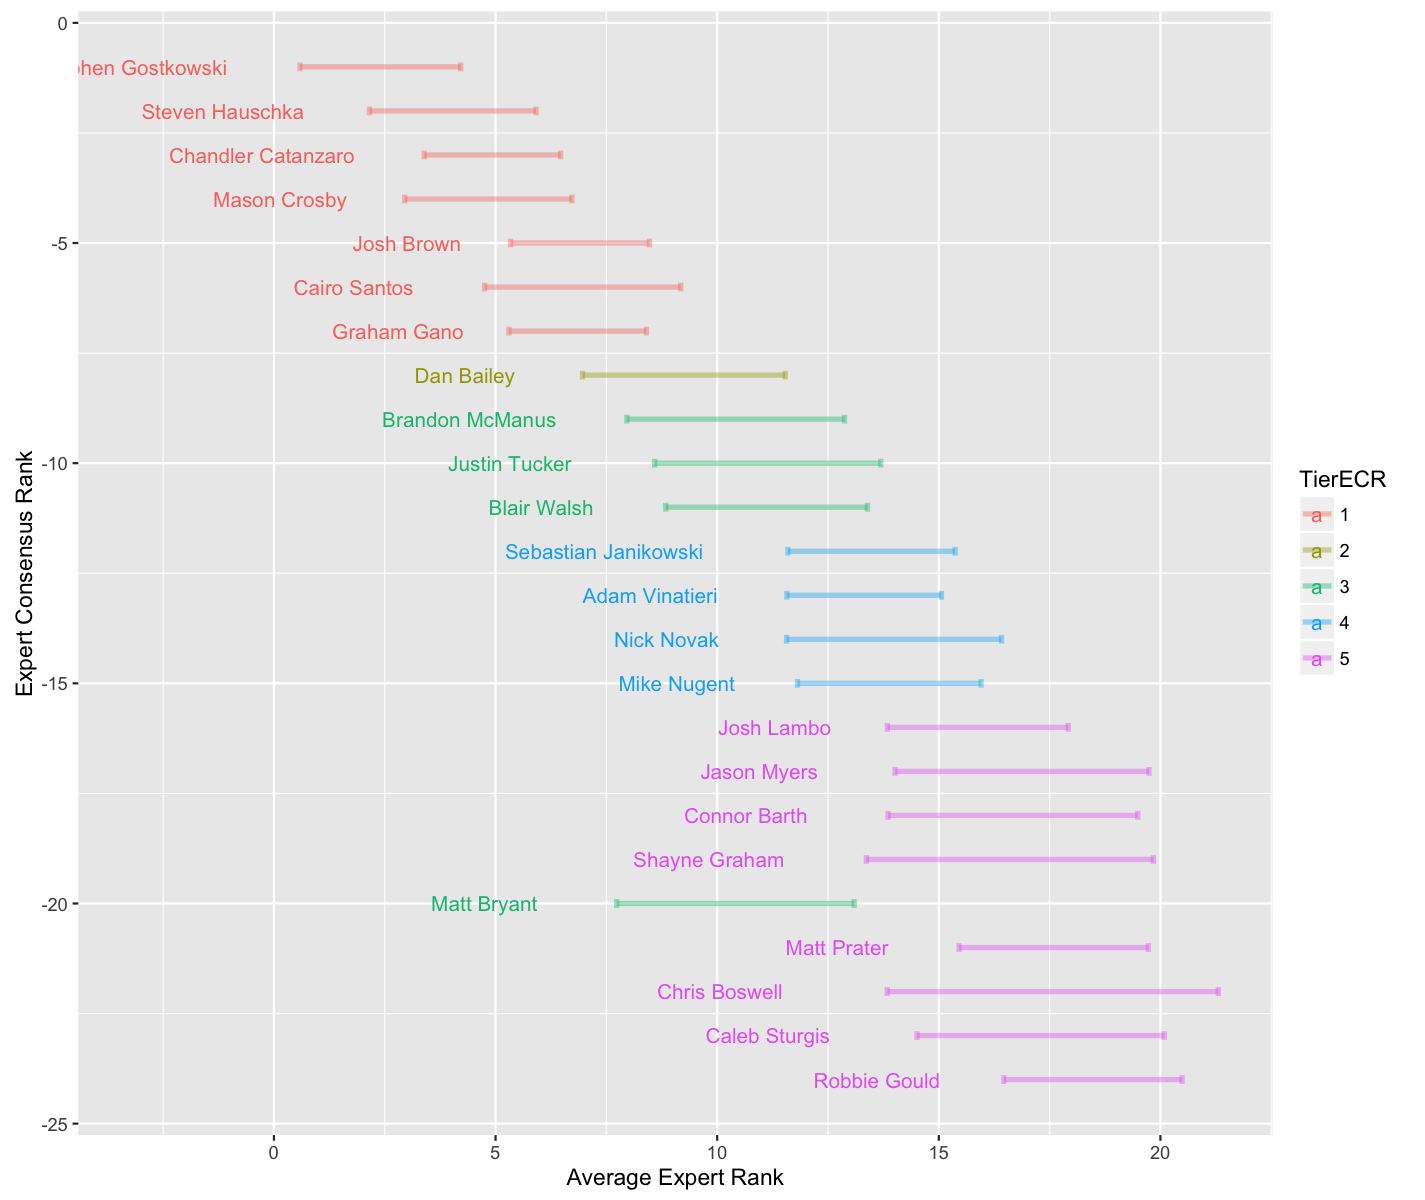 0
phen Gostkowski
Steven Hauschka
Chandler Catanzaro
Mason Crosby
-5
Josh Brown
Cairo Santos
Graham Gano
Dan Bailey
Brandon McManus
-10
Justin Tucker
Blair Walsh
Sebastian Janikowski
Adam Vinatieri
Nick Novak
-15
Mike Nugent
Josh Lambo
Jason Myers
Connor Barth
Shayne Graham
-20
Matt Bryant
Matt Prater
Chris Boswell
Caleb Sturgis
Robbie Gould
-25
0 5 10 15 20
Average Expert Rank
Expert Consensus Rank
TierECR
a 1
a 2
a 3
a 4
a 5